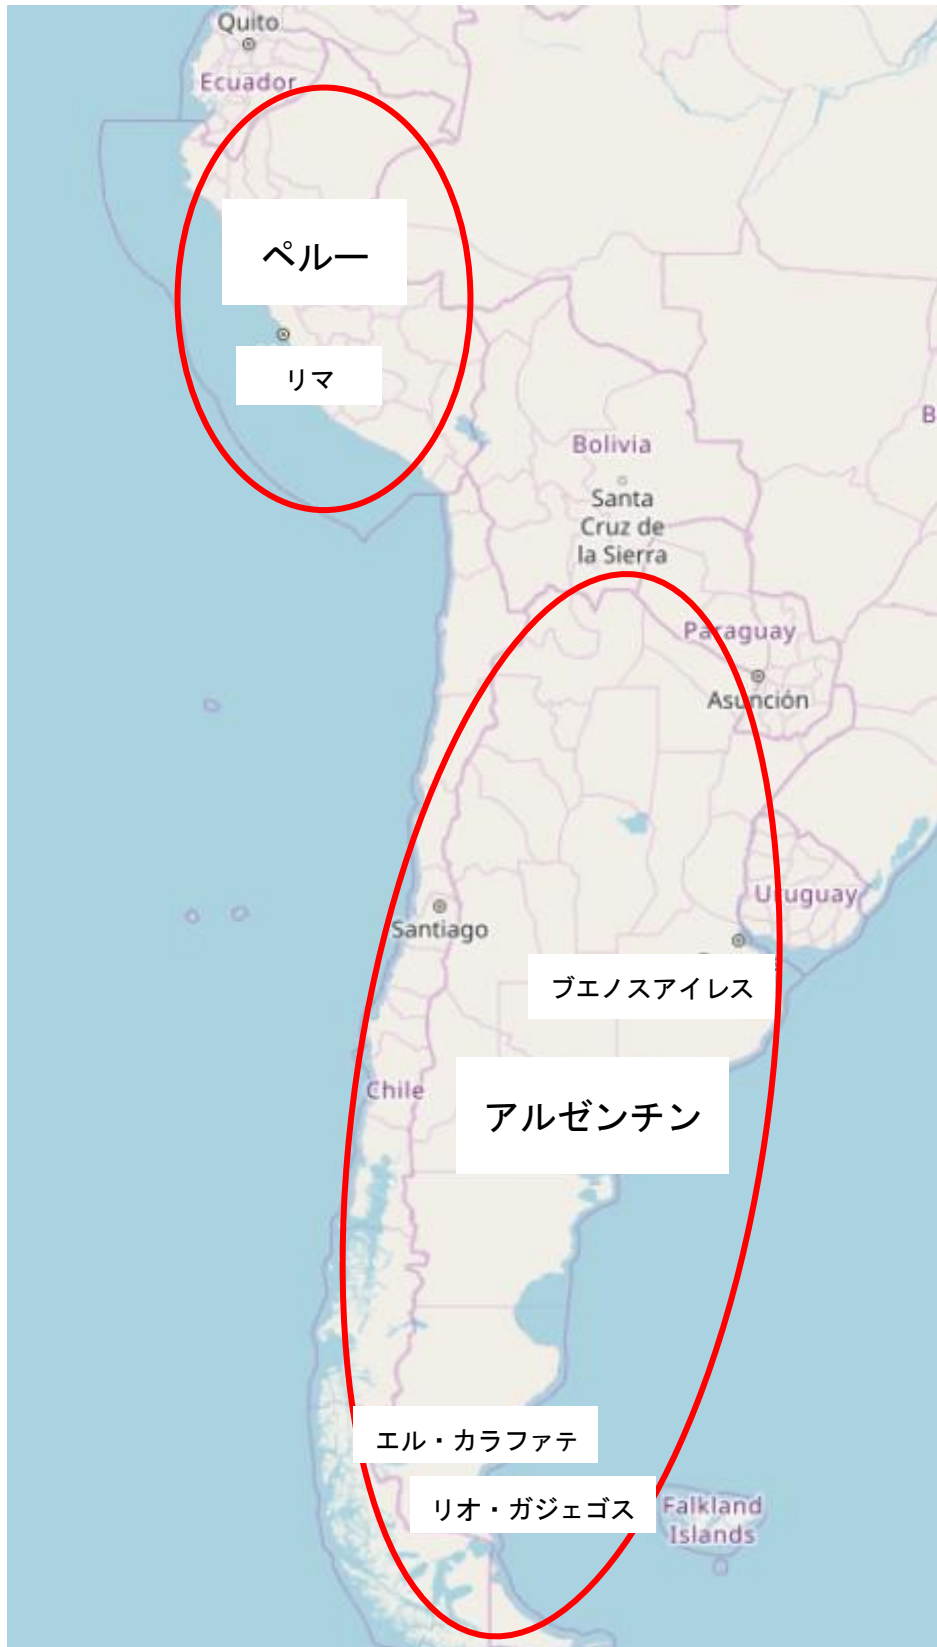 Quito
Ecuador
ペルー
リマ
B
Bolivia
Santa
Cruz de
la Sierra
Paraguay
Asunción
Uruguay
Santiago
ブエノスアイレス
Chile
アルゼンチン
エル・カラファテ
リオ・ガジェゴス
Falkland
Islands